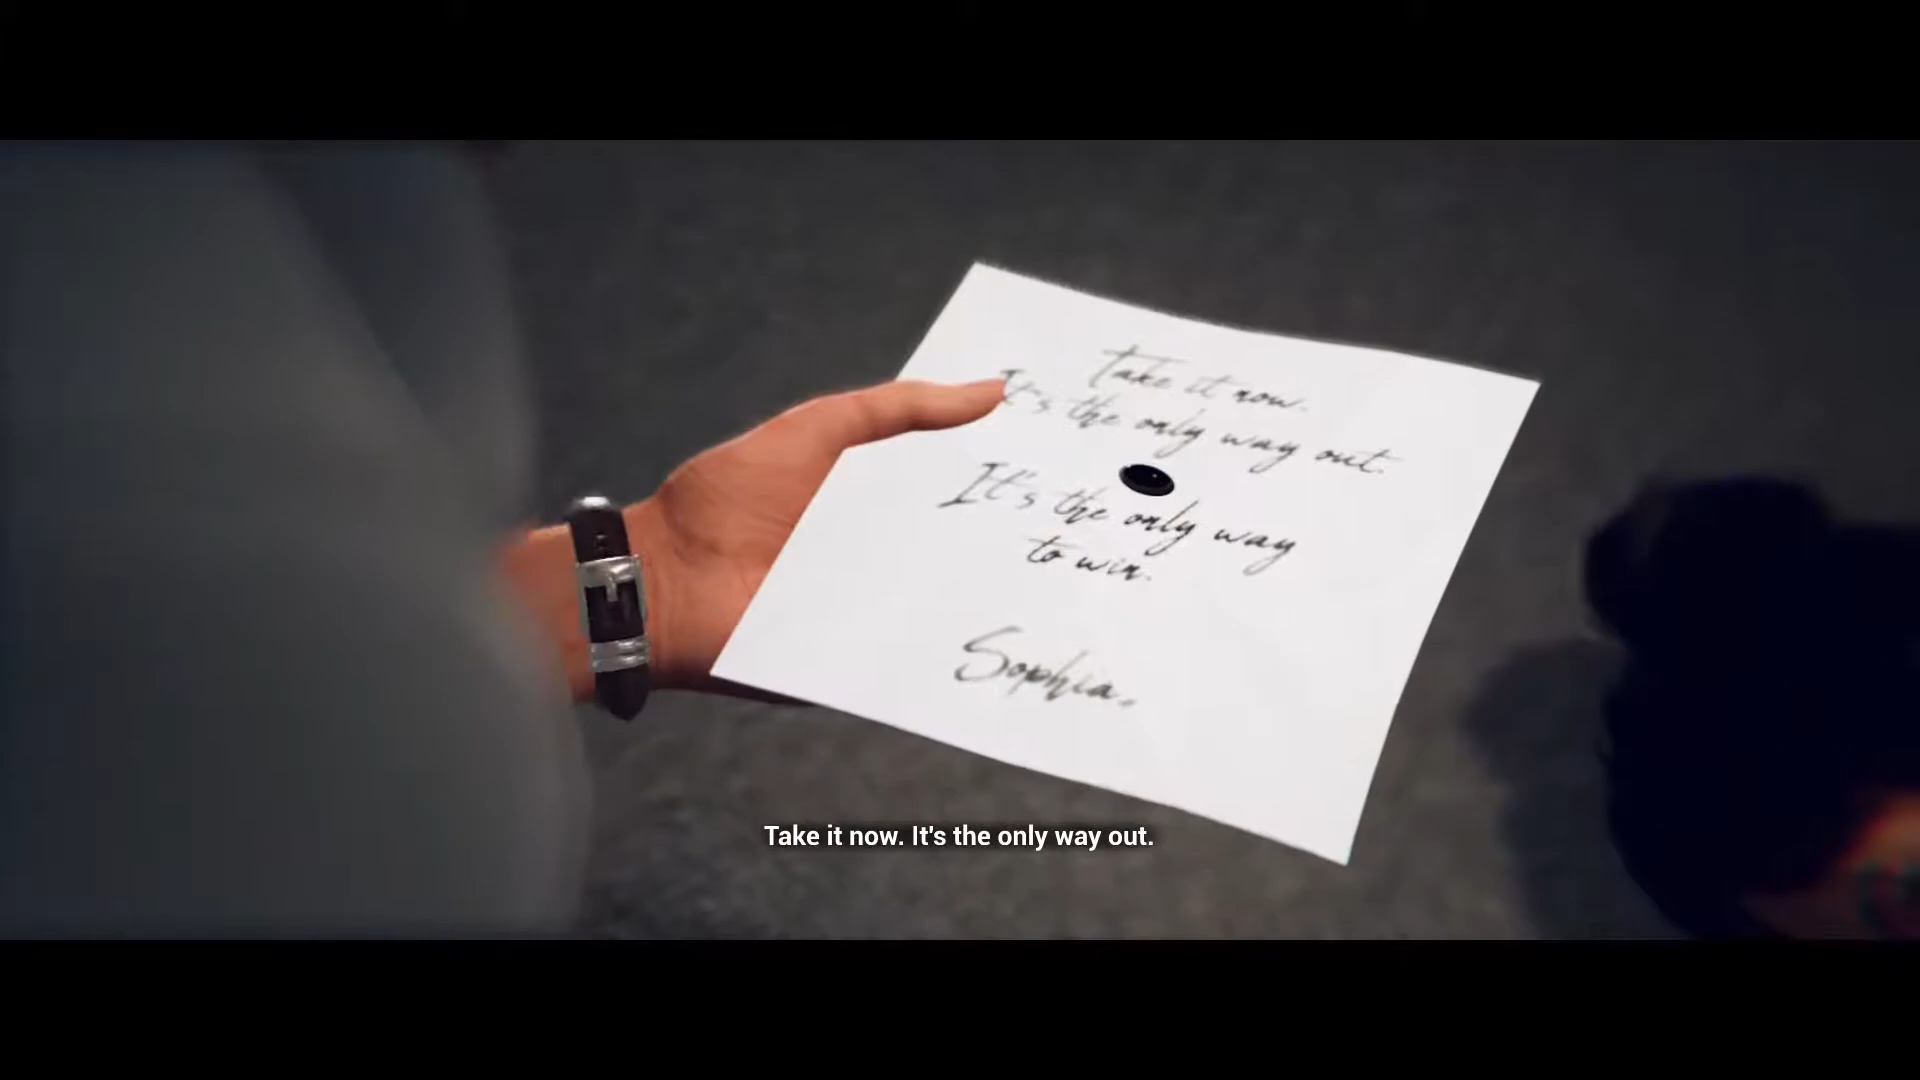 Take it now.
It's the only way out.
It's the only way
to win.
Sophia.
Take it now. It's the only way out.